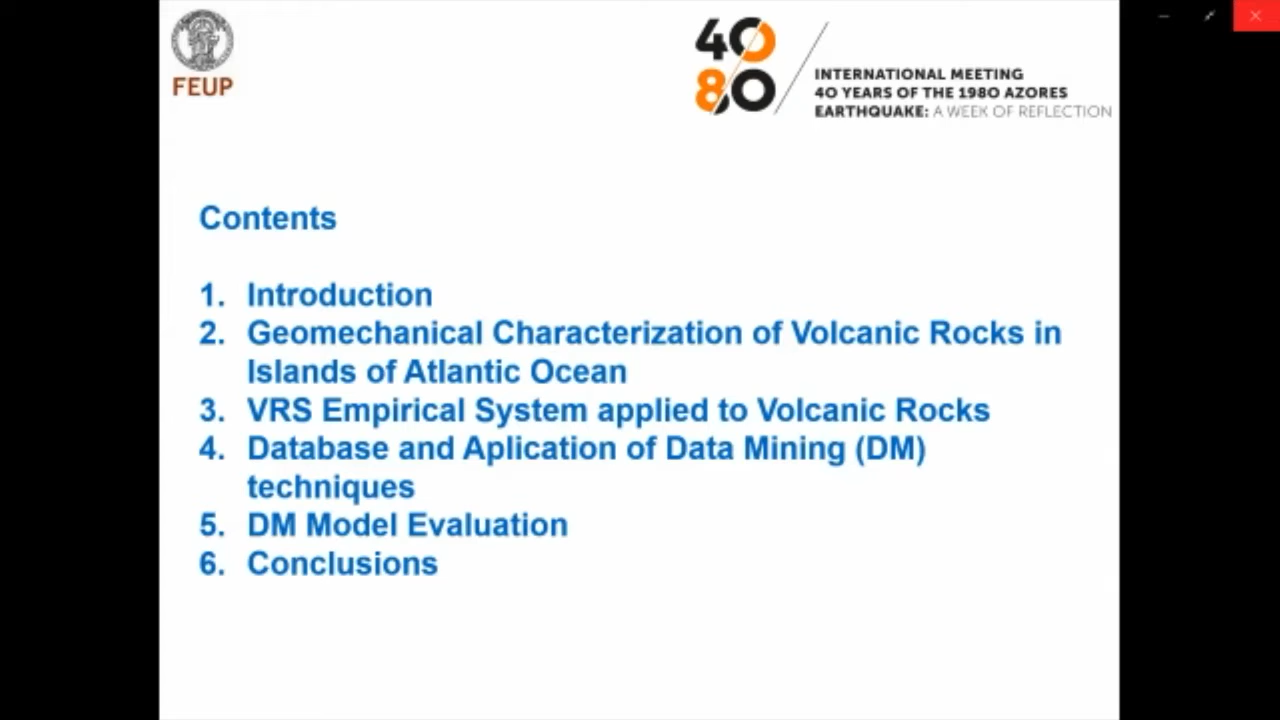 FEUP
40
80
INTERNATIONAL MEETING
40 YEARS OF THE 1980 AZORES
EARTHQUAKE: A WEEK OF REFLECTION
Contents
1. Introduction
2. Geomechanical Characterization of Volcanic Rocks in
Islands of Atlantic Ocean
3. VRS Empirical System applied to Volcanic Rocks
4. Database and Aplication of Data Mining (DM)
techniques
5. DM Model Evaluation
6. Conclusions